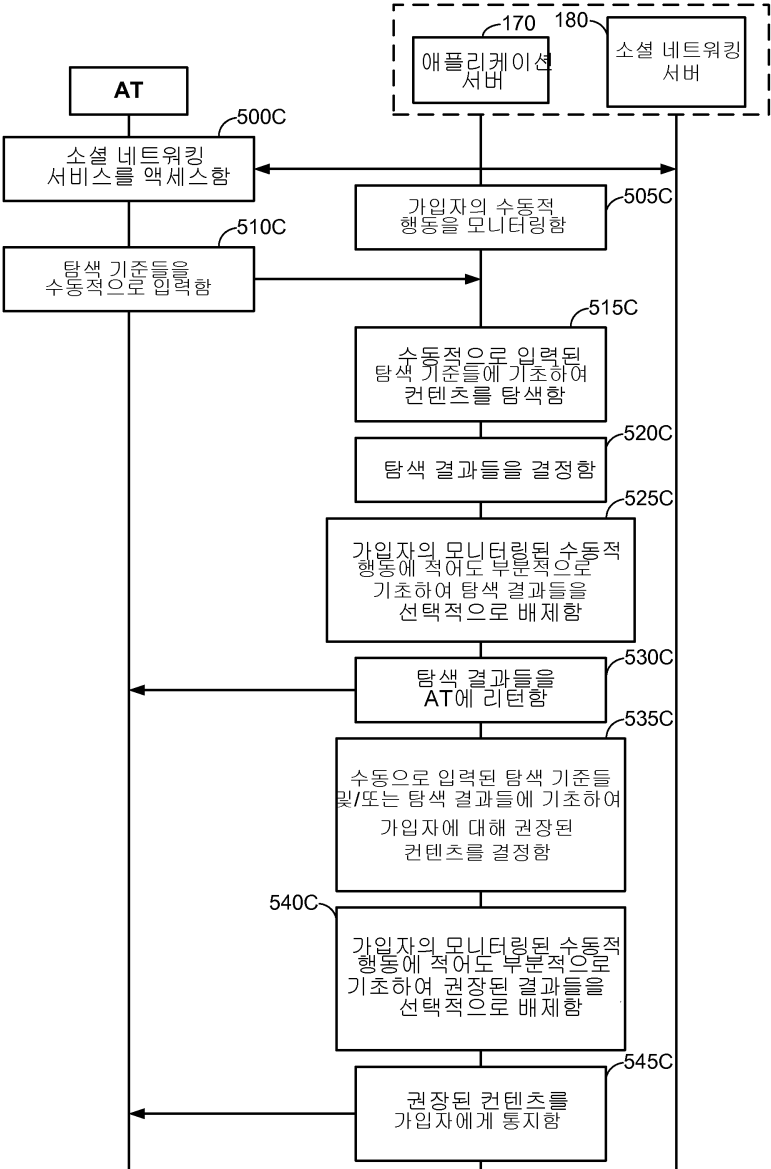 170
180
애플리케이션
서버
소셜 네트워킹
서버
AT
500C
소셜 네트워킹
서비스를 액세스함
505C
가입자의 수동적
행동을 모니터링함
510C
탐색 기준들을
수동적으로 입력함
515C
수동적으로 입력된
탐색 기준들에 기초하여
컨텐츠를 탐색함
520C
탐색 결과들을 결정함
525C
가입자의 모니터링된 수동적
행동에 적어도 부분적으로
기초하여 탐색 결과들을
선택적으로 배제함
530C
탐색 결과들을
AT에 리턴함
535C
수동으로 입력된 탐색 기준들
및/또는 탐색 결과들에 기초하여
가입자에 대해 권장된
컨텐츠를 결정함
540C
가입자의 모니터링된 수동적
행동에 적어도 부분적으로
기초하여 권장된 결과들을
선택적으로 배제함
545C
권장된 컨텐츠를
가입자에게 통지함